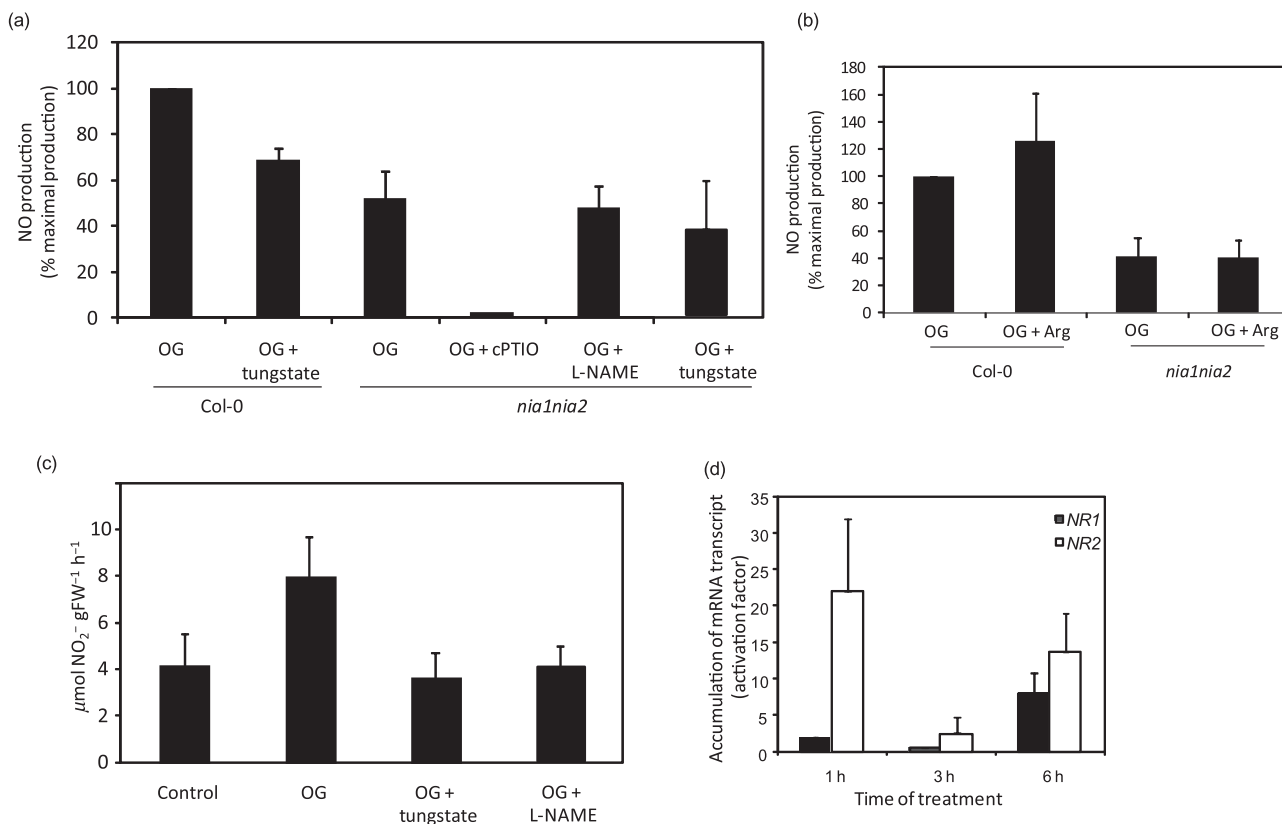 (a)
NO production
(% maximal production)
120
100
80
60
40
20
0
OG
OG +
tungstate
OG
OG + cPTIO
OG +
L-NAME
OG +
tungstate
Col-0
nia1nia2
(b)
NO production
(% maximal production)
180
160
140
120
100
80
60
40
20
0
OG
OG + Arg
OG
OG + Arg
Col-0
nia1nia2
(c)
µmol NO₂⁻ gFW⁻¹ h⁻¹
10
8
6
4
2
0
Control
OG
OG +
tungstate
OG +
L-NAME
(d)
Accumulation of mRNA transcript
(activation factor)
35
30
25
20
15
10
5
0
NR1
NR2
1 h
3 h
6 h
Time of treatment